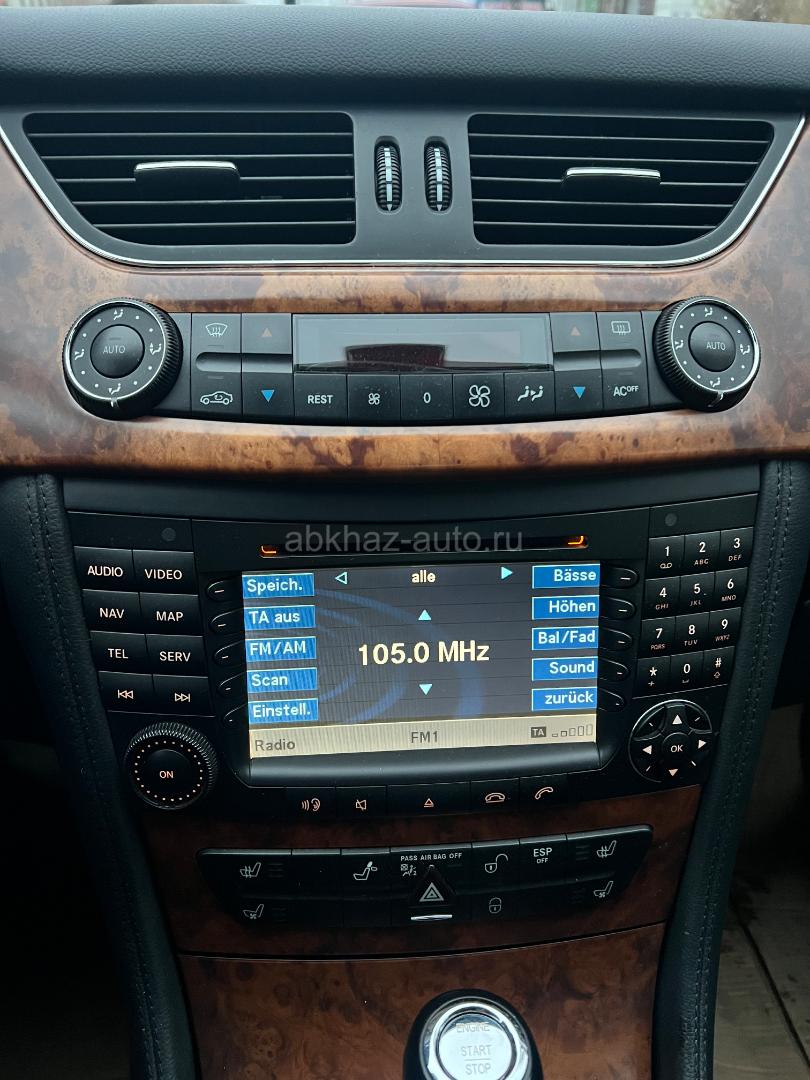 AUTO
REST
0
AC OFF
AUTO
abkhaz-auto.ru
AUDIO VIDEO
NAV MAP
TEL SERV
ON
Speich. alle Bässe
TA aus Höhen
FM/AM 105.0 MHz Bal/Fad
Scan Sound
Einstell. zurück
Radio FM1 TA
1 2 ABC 3 DEF
4 GHI 5 JKL 6 MNO
7 PQRS 8 TUV 9 WXYZ
* 0 #
OK
PASS AIR BAG OFF
ESP OFF
ENGINE
START
STOP